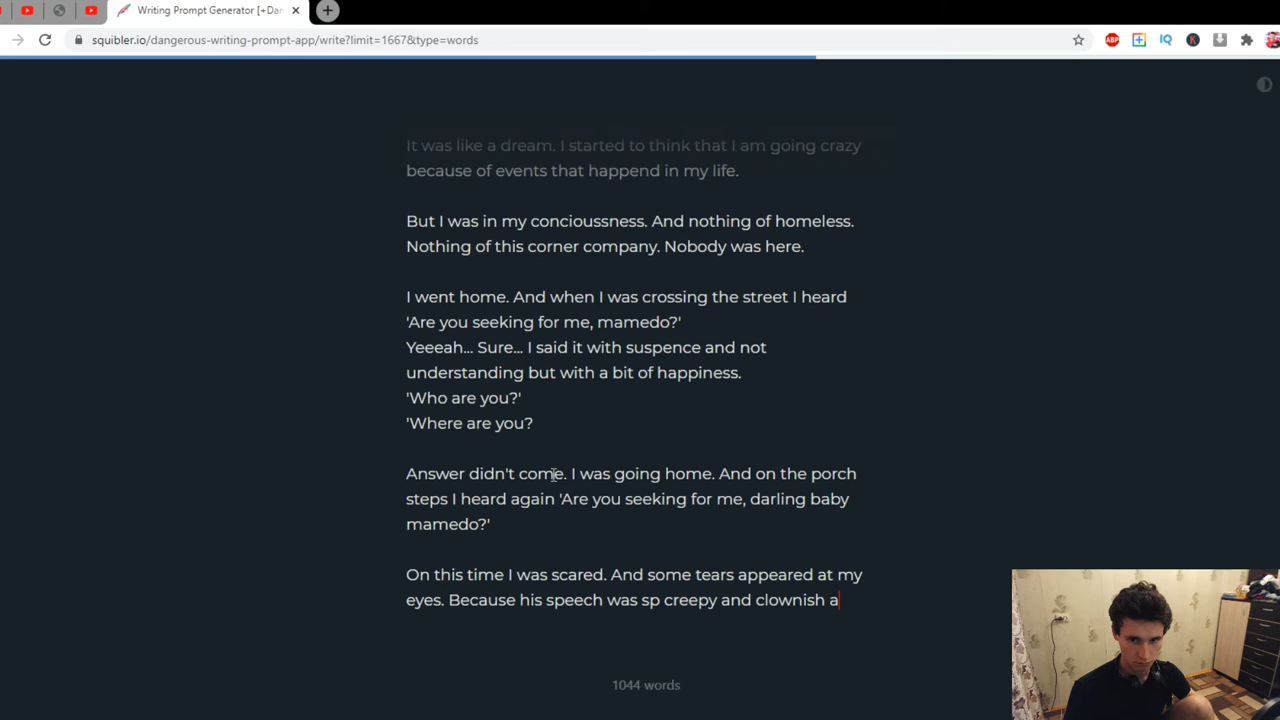 Writing Prompt Generator [+Dan
squibler.io/dangerous-writing-prompt-app/write?limit=1667&type=words
ABP
IQ
K
It was like a dream. I started to think that I am going crazy
because of events that happend in my life.
But I was in my concioussness. And nothing of homeless.
Nothing of this corner company. Nobody was here.
I went home. And when I was crossing the street I heard
'Are you seeking for me, mamedo?'
Yeeeah... Sure... I said it with suspence and not
understanding but with a bit of happiness.
'Who are you?'
'Where are you?
Answer didn't come. I was going home. And on the porch
steps I heard again 'Are you seeking for me, darling baby
mamedo?'
On this time I was scared. And some tears appeared at my
eyes. Because his speech was sp creepy and clownish a
1044 words